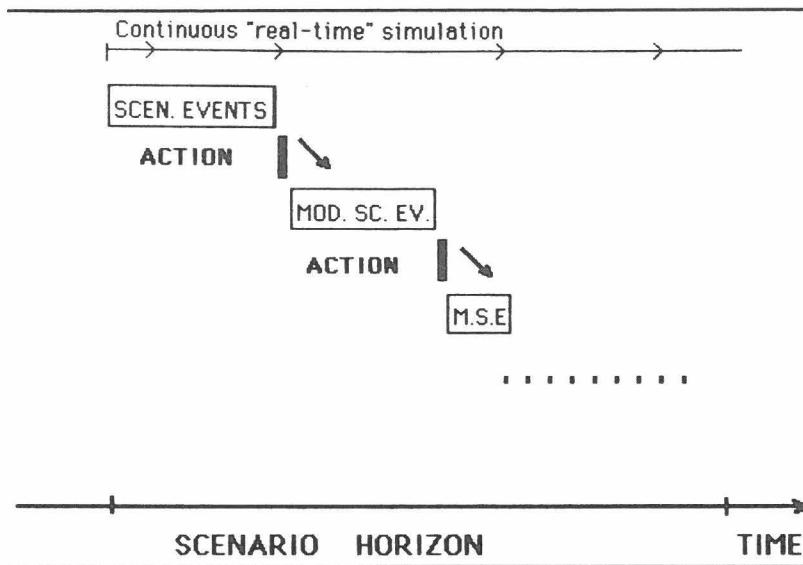 Continuous "real-time" simulation
SCEN. EVENTS
ACTION
MOD. SC. EV.
ACTION
M.S.E
SCENARIO HORIZON TIME